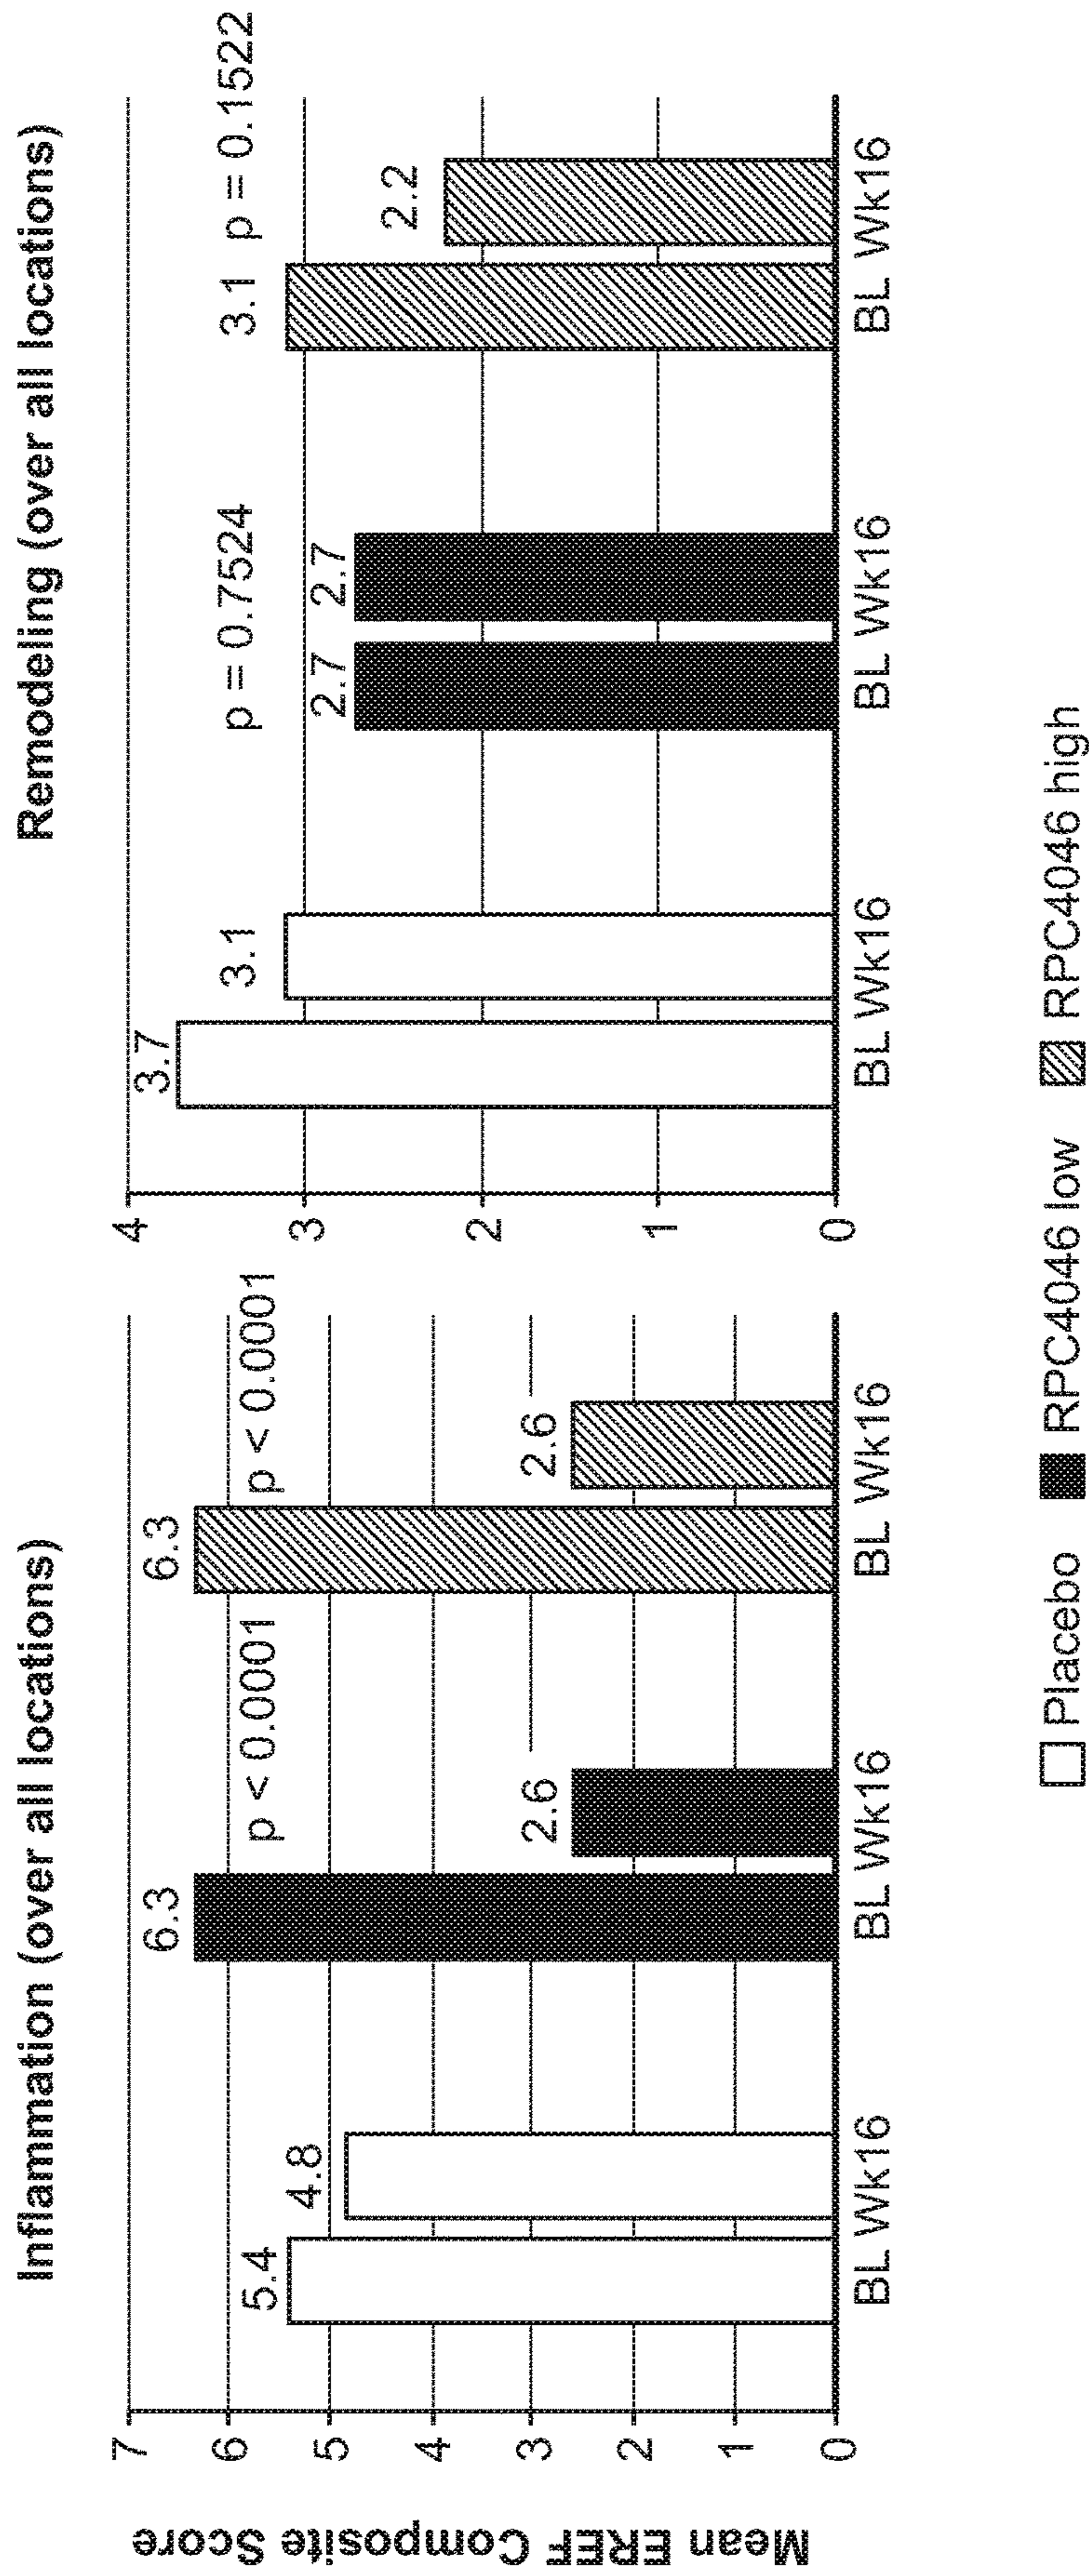 Inflammation (over all locations)
Mean EREF Composite Score
7
6
5
4
3
2
1
0
5.4
4.8
6.3
p < 0.0001
2.6
6.3
p < 0.0001
2.6
BL Wk16
BL Wk16
BL Wk16
Remodeling (over all locations)
4
3
2
1
0
3.7
3.1
p = 0.7524
2.7
2.7
3.1
p = 0.1522
2.2
BL Wk16
BL Wk16
BL Wk16
Placebo RPC4046 low RPC4046 high